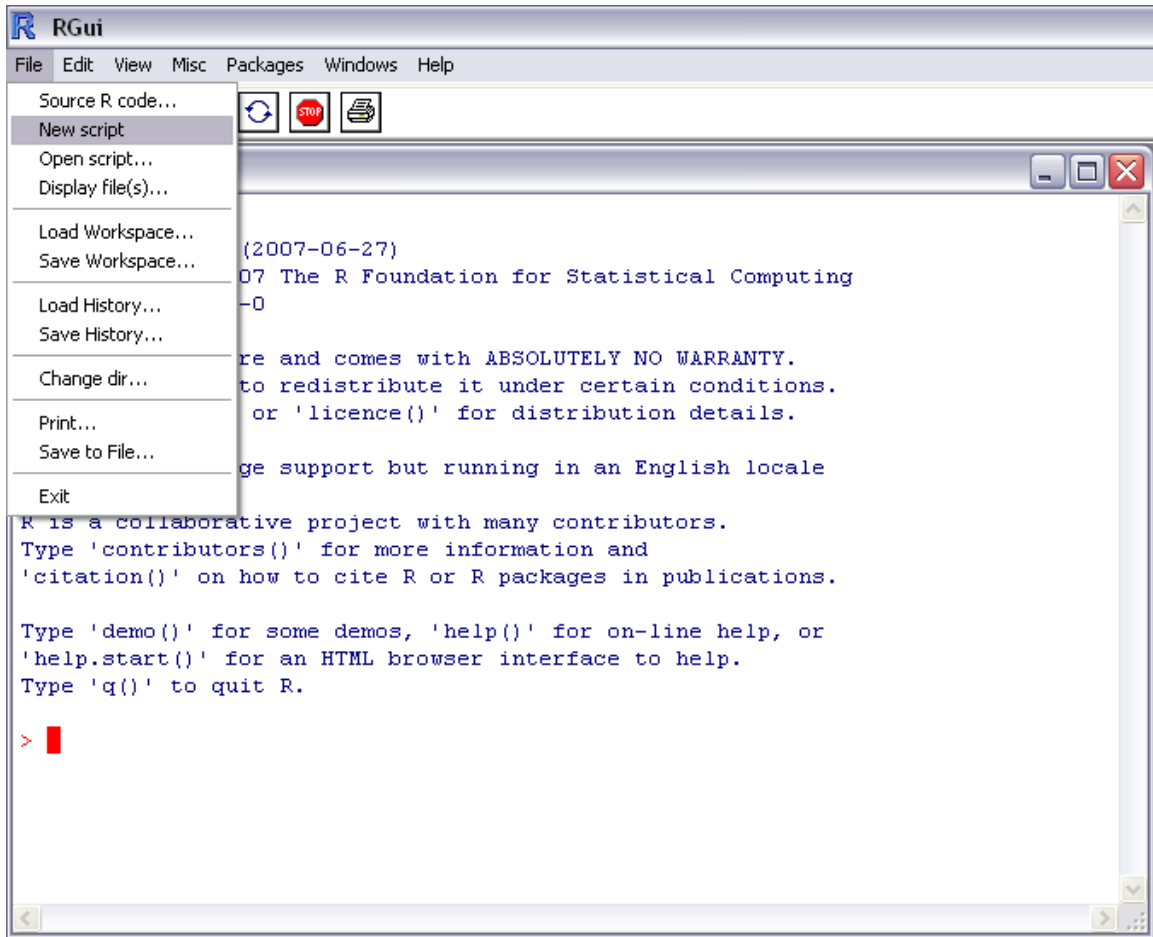 R RGui
File Edit View Misc Packages Windows Help
Source R code...
New script
Open script...
Display file(s)...
Load Workspace...
Save Workspace...
Load History...
Save History...
Change dir...
Print...
Save to File...
Exit
STOP
(2007-06-27)
07 The R Foundation for Statistical Computing
-0
re and comes with ABSOLUTELY NO WARRANTY.
to redistribute it under certain conditions.
or 'licence()' for distribution details.
ge support but running in an English locale
R is a collaborative project with many contributors.
Type 'contributors()' for more information and
'citation()' on how to cite R or R packages in publications.
Type 'demo()' for some demos, 'help()' for on-line help, or
'help.start()' for an HTML browser interface to help.
Type 'q()' to quit R.
>